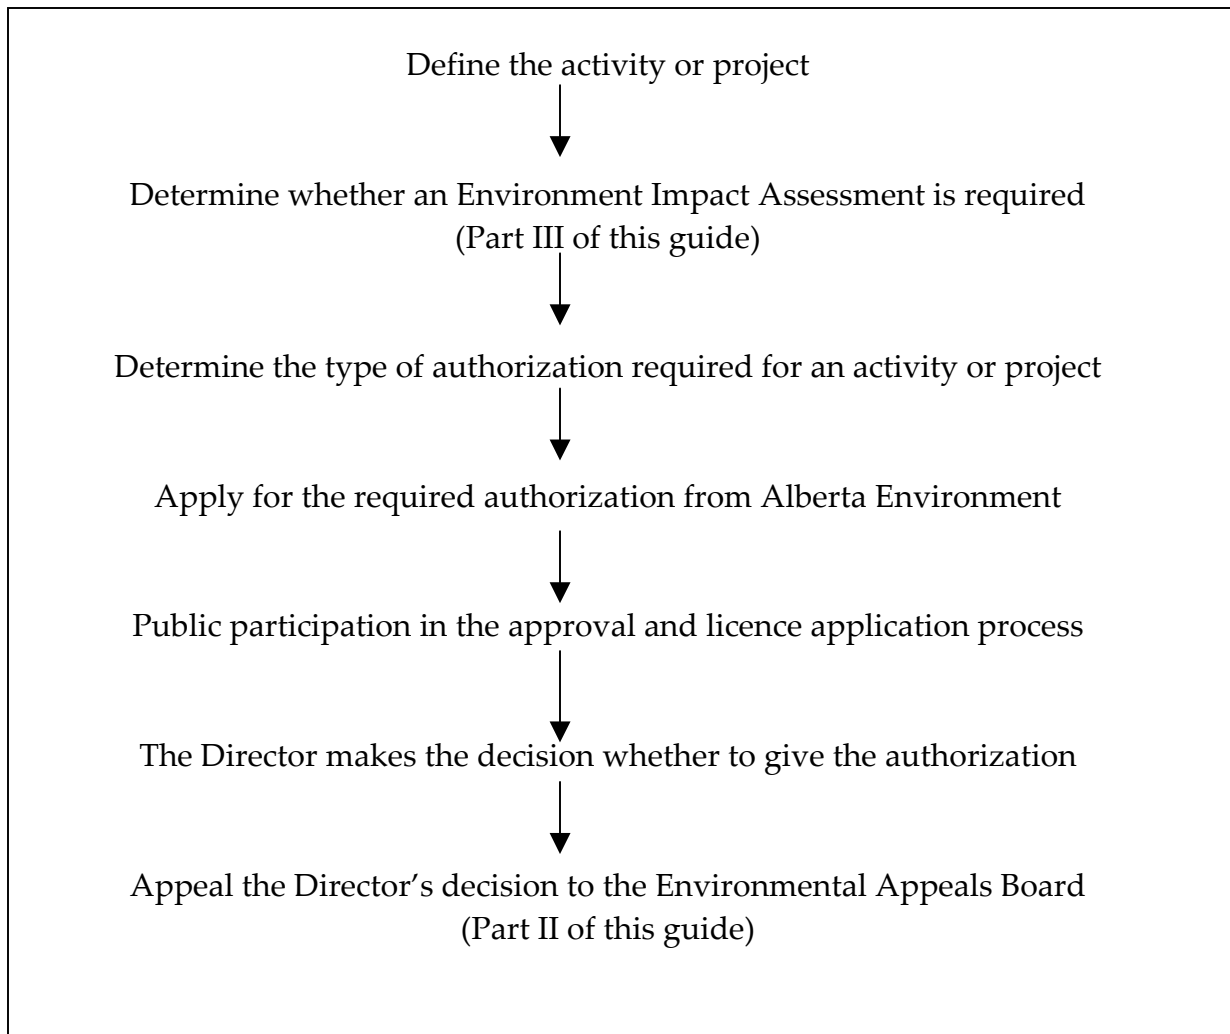 Define the activity or project
Determine whether an Environment Impact Assessment is required
(Part III of this guide)
Determine the type of authorization required for an activity or project
Apply for the required authorization from Alberta Environment
Public participation in the approval and licence application process
The Director makes the decision whether to give the authorization
Appeal the Director’s decision to the Environmental Appeals Board
(Part II of this guide)